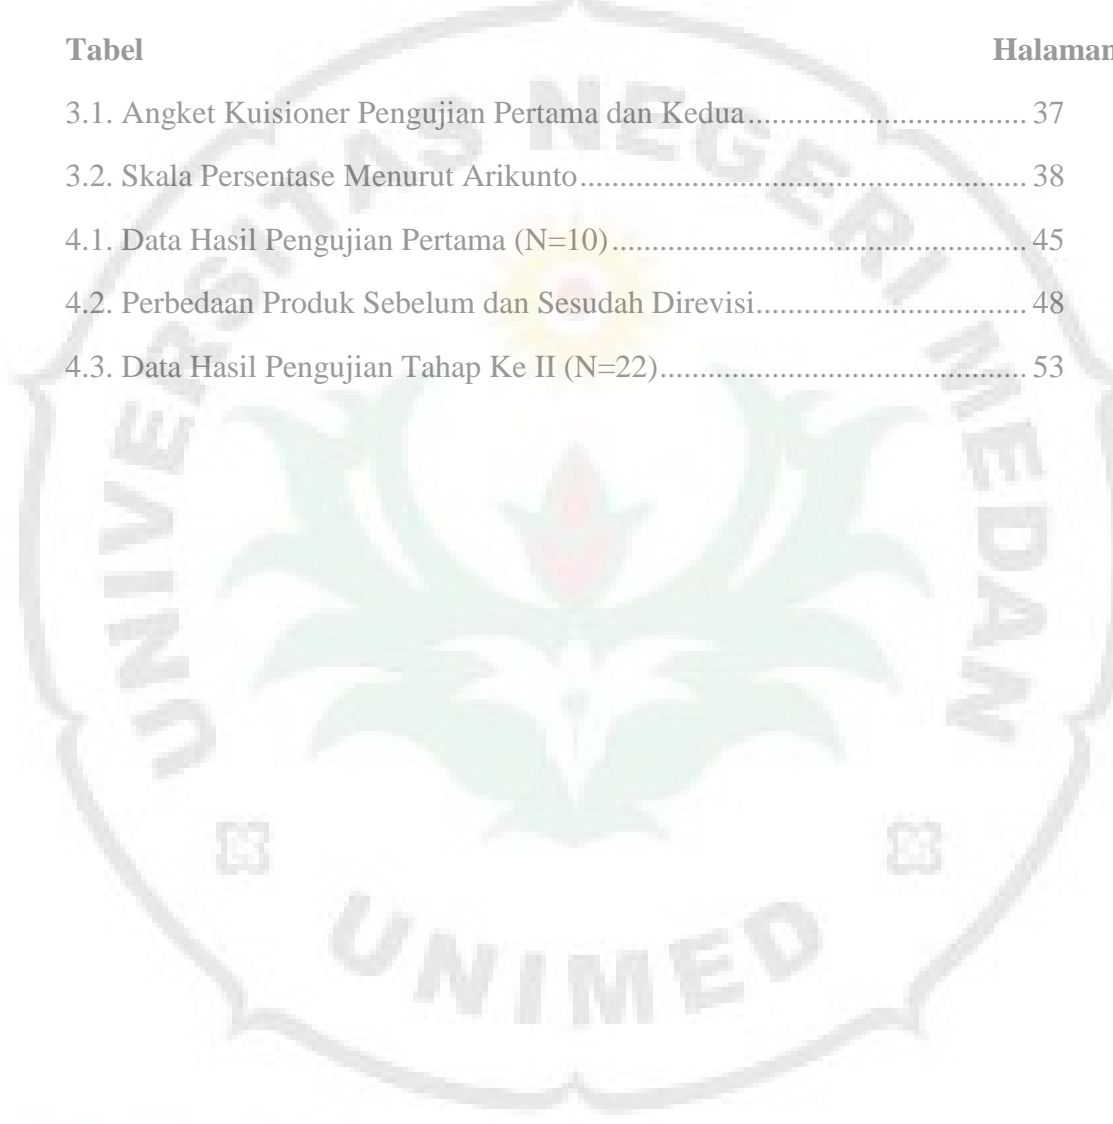 Tabel Halaman
3.1. Angket Kuisioner Pengujian Pertama dan Kedua.................................. 37
3.2. Skala Persentase Menurut Arikunto....................................................... 38
4.1. Data Hasil Pengujian Pertama (N=10)................................................... 45
4.2. Perbedaan Produk Sebelum dan Sesudah Direvisi................................. 48
4.3. Data Hasil Pengujian Tahap Ke II (N=22)............................................. 53
UNIVERSITAS NEGERI MEDAN
UNIMED